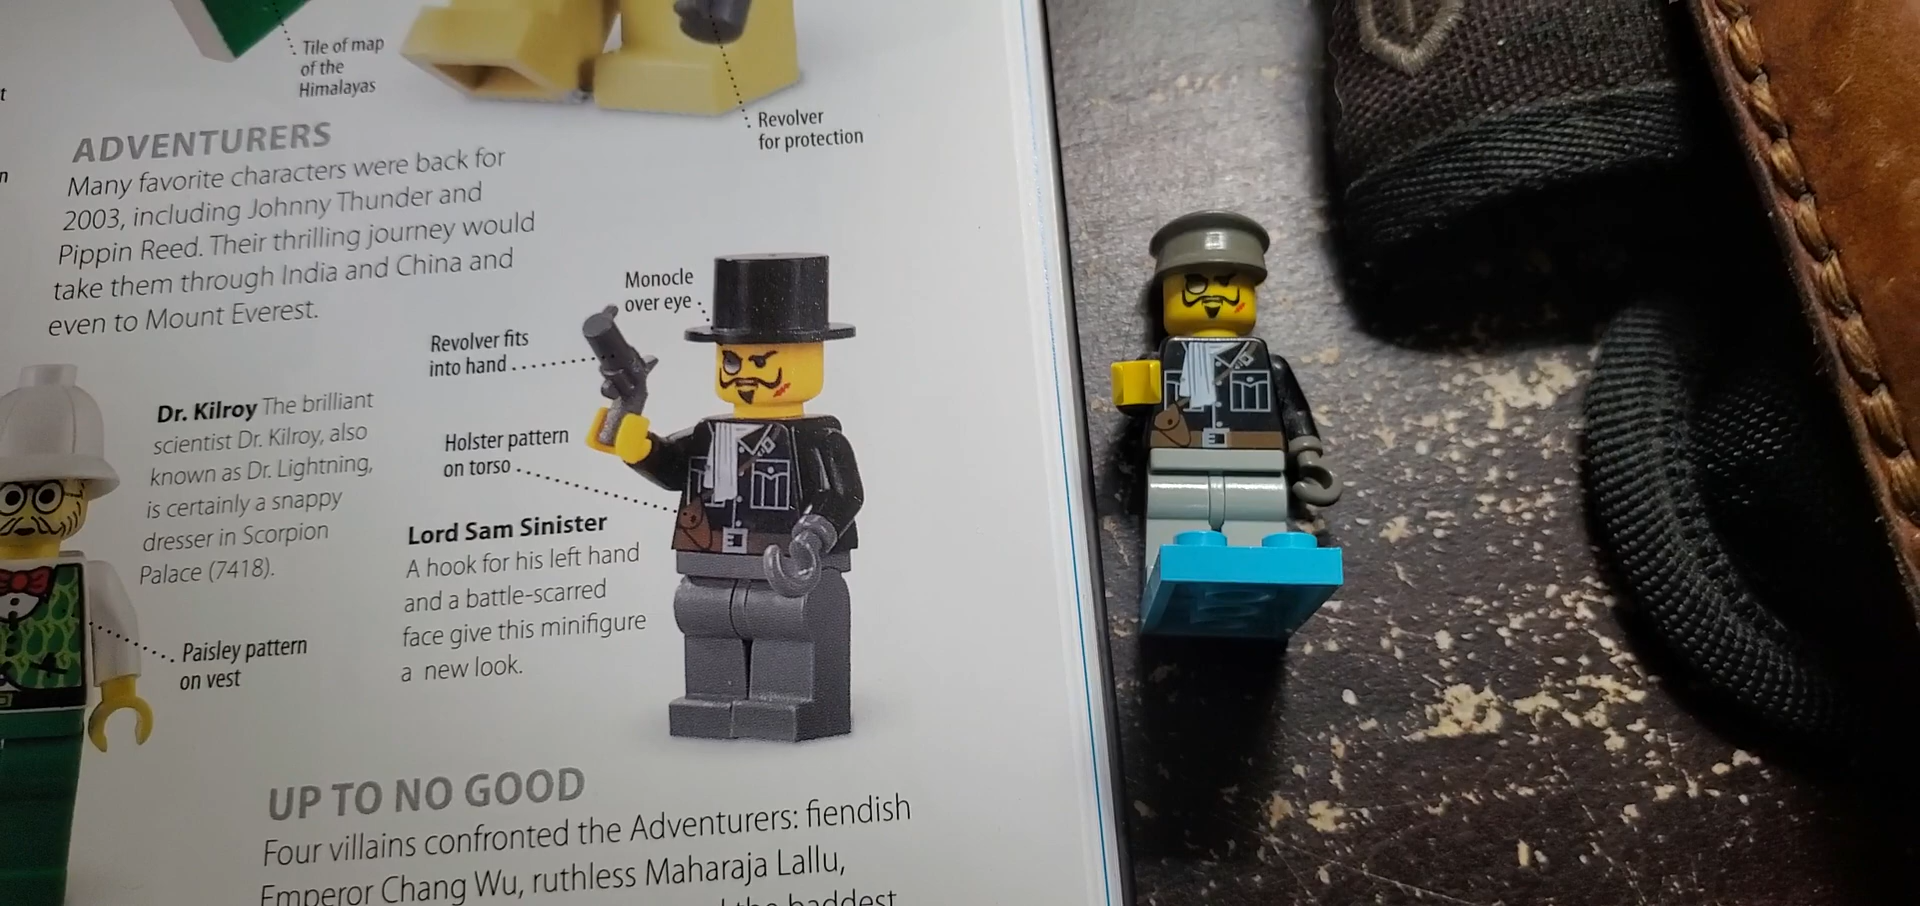 Tile of map
of the
Himalayas
Revolver
for protection
ADVENTURERS
Many favorite characters were back for
2003, including Johnny Thunder and
Pippin Reed. Their thrilling journey would
take them through India and China and
even to Mount Everest.
Monocle
over eye
Revolver fits
into hand
Holster pattern
on torso
Dr. Kilroy The brilliant
scientist Dr. Kilroy, also
known as Dr. Lightning,
is certainly a snappy
dresser in Scorpion
Palace (7418).
Lord Sam Sinister
A hook for his left hand
and a battle-scarred
face give this minifigure
a new look.
Paisley pattern
on vest
UP TO NO GOOD
Four villains confronted the Adventurers: fiendish
Emperor Chang Wu, ruthless Maharaja Lallu,
the baddest